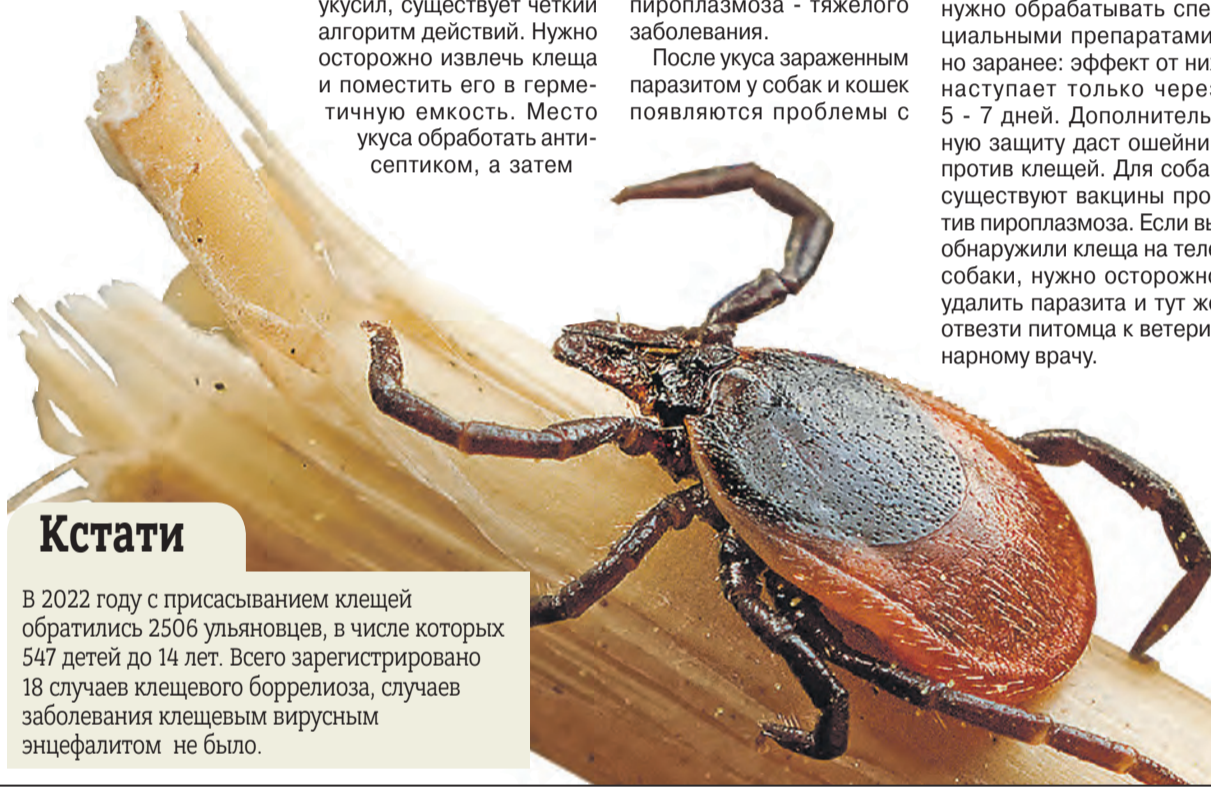 укусил, существует четкий
алгоритм действий. Нужно
осторожно извлечь клеща
и поместить его в герме-
тичную емкость. Место
укуса обработать анти-
септиком, а затем
пироплазмоза - тяжелого
заболевания.
После укуса зараженным
паразитом у собак и кошек
появляются проблемы с
нужно обрабатывать спе-
циальными препаратами
но заранее: эффект от них
наступает только через
5 - 7 дней. Дополнитель-
ную защиту даст ошейни
против клещей. Для соба
существуют вакцины про-
тив пироплазмоза. Если вы
обнаружили клеща на теле
собаки, нужно осторожно
удалить паразита и тут же
отвезти питомца к ветери-
нарному врачу.
Кстати
В 2022 году с присасыванием клещей
обратились 2506 ульяновцев, в числе которых
547 детей до 14 лет. Всего зарегистрировано
18 случаев клещевого боррелиоза, случаев
заболевания клещевым вирусным
энцефалитом не было.